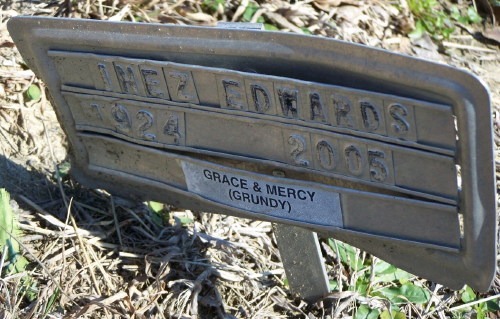 INEZ EDWARDS
1924 2005
GRACE & MERCY
(GRUNDY)